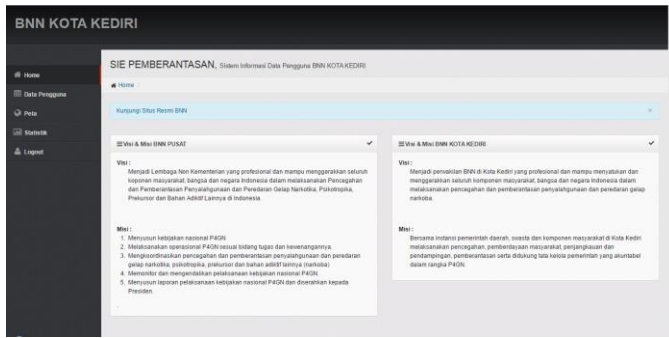 BNN KOTA KEDIRI
SIE PEMBERANTASAN, Sistem Informasi Data Pengguna BNN KOTA KEDIRI
Home
Data Pengguna
Peta
Statistik
Logout
Home /
Kunjungi Situs Resmi BNN ×
Visi & Misi BNN PUSAT
Visi :
Menjadi Lembaga Non Kementerian yang profesional dan mampu menggerakkan seluruh
koponen masyarakat, bangsa dan negara Indonesia dalam melaksanakan Pencegahan
dan Pemberantasan Penyalahgunaan dan Peredaran Gelap Narkotika, Psikotropika,
Prekursor dan Bahan Adiktif Lainnya di Indonesia.
Misi :
1. Menyusun kebijakan nasional P4GN
2. Melaksanakan operasional P4GN sesuai bidang tugas dan kewenangannya.
3. Mengkoordinasikan pencegahan dan pemberantasan penyalahgunaan dan peredaran
gelap narkotika, psikotropika, prekursor dan bahan adiktif lainnya (narkoba)
4. Memonitor dan mengendalikan pelaksanaan kebijakan nasional P4GN.
5. Menyusun laporan pelaksanaan kebijakan nasional P4GN dan diserahkan kepada
Presiden.
Visi & Misi BNN KOTA KEDIRI
Visi :
Menjadi perwakilan BNN di Kota Kediri yang profesional dan mampu menyatukan dan
menggerakkan seluruh komponen masyarakat, bangsa dan negara Indonesia dalam
melaksanakan pencegahan dan pemberantasan penyalahgunaan dan peredaran gelap
narkoba.
Misi :
Bersama instansi pemerintah daerah, swasta dan komponen masyarakat di Kota Kediri
melaksanakan pencegahan, pemberdayaan masyarakat, penjangkauan dan
pendampingan, pemberantasan serta didukung tata kelola pemerintah yang akuntabel
dalam rangka P4GN.